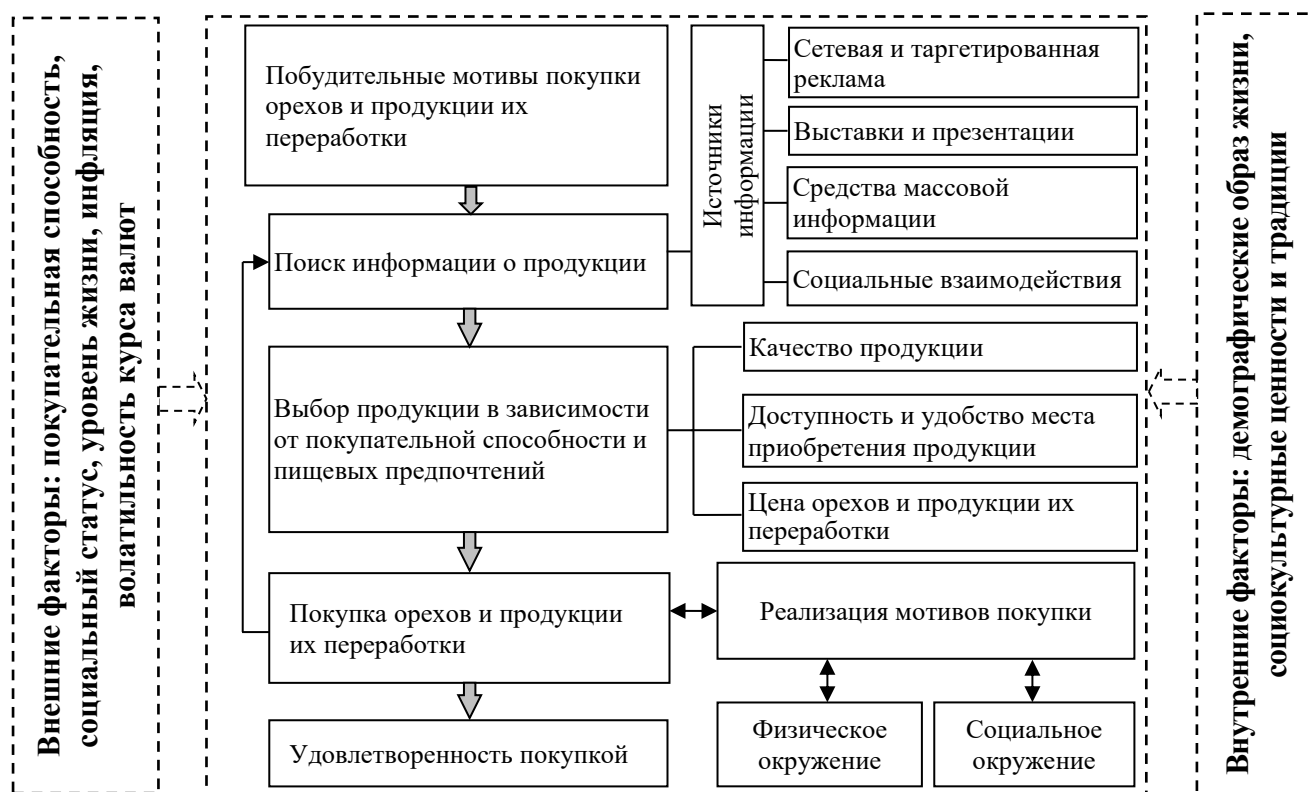 Внешние факторы: покупательная способность,
социальный статус, уровень жизни, инфляция,
волатильность курса валют
Побудительные мотивы покупки
орехов и продукции их
переработки
Поиск информации о продукции
Выбор продукции в зависимости
от покупательной способности и
пищевых предпочтений
Покупка орехов и продукции
их переработки
Удовлетворенность покупкой
Источники
информации
Сетевая и таргетированная
реклама
Выставки и презентации
Средства массовой
информации
Социальные взаимодействия
Качество продукции
Доступность и удобство места
приобретения продукции
Цена орехов и продукции их
переработки
Реализация мотивов покупки
Физическое
окружение
Социальное
окружение
Внутренние факторы: демографические образ жизни,
социокультурные ценности и традиции